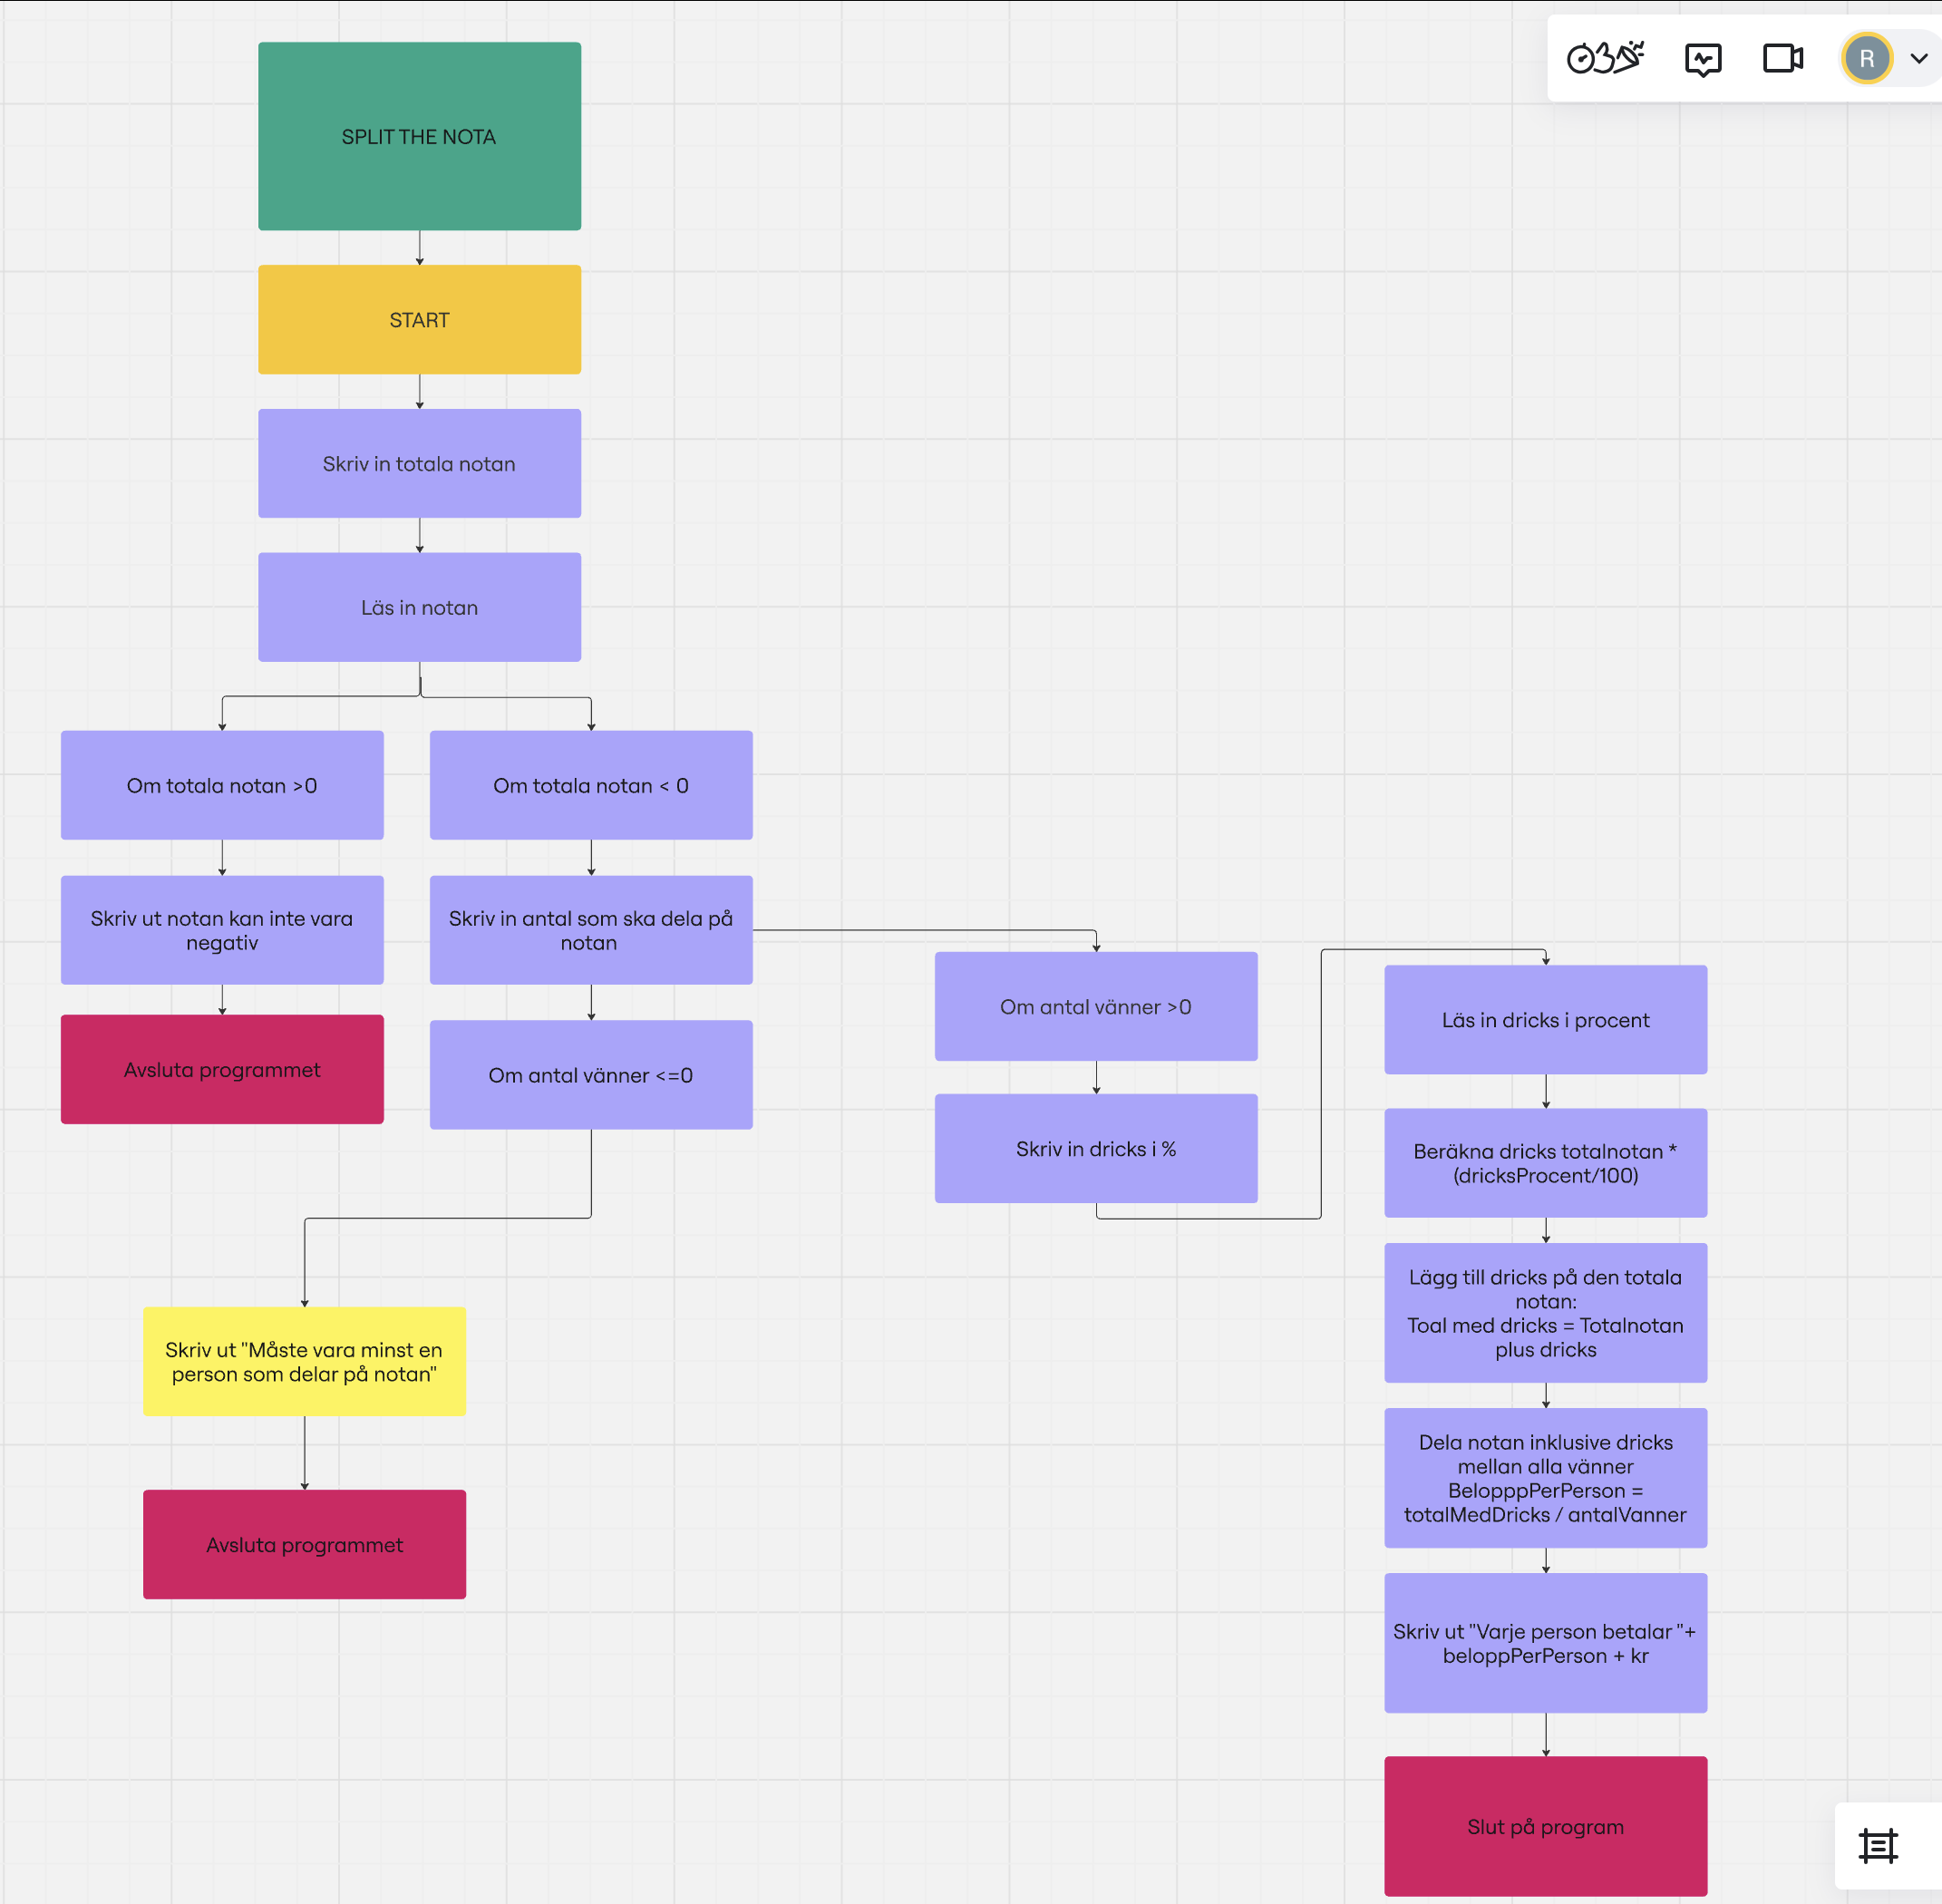 SPLIT THE NOTA
R
START
Skriv in totala notan
Läs in notan
Om totala notan >0
Om totala notan < 0
Skriv ut notan kan inte vara
negativ
Skriv in antal som ska dela på
notan
Avsluta programmet
Om antal vänner <=0
Skriv ut "Måste vara minst en
person som delar på notan"
Avsluta programmet
Om antal vänner >0
Skriv in dricks i %
Läs in dricks i procent
Beräkna dricks totalnotan *
(dricksProcent/100)
Lägg till dricks på den totala
notan:
Toal med dricks = Totalnotan
plus dricks
Dela notan inklusive dricks
mellan alla vänner
BelopppPerPerson =
totalMedDricks / antalVanner
Skriv ut "Varje person betalar "+
beloppPerPerson + kr
Slut på program